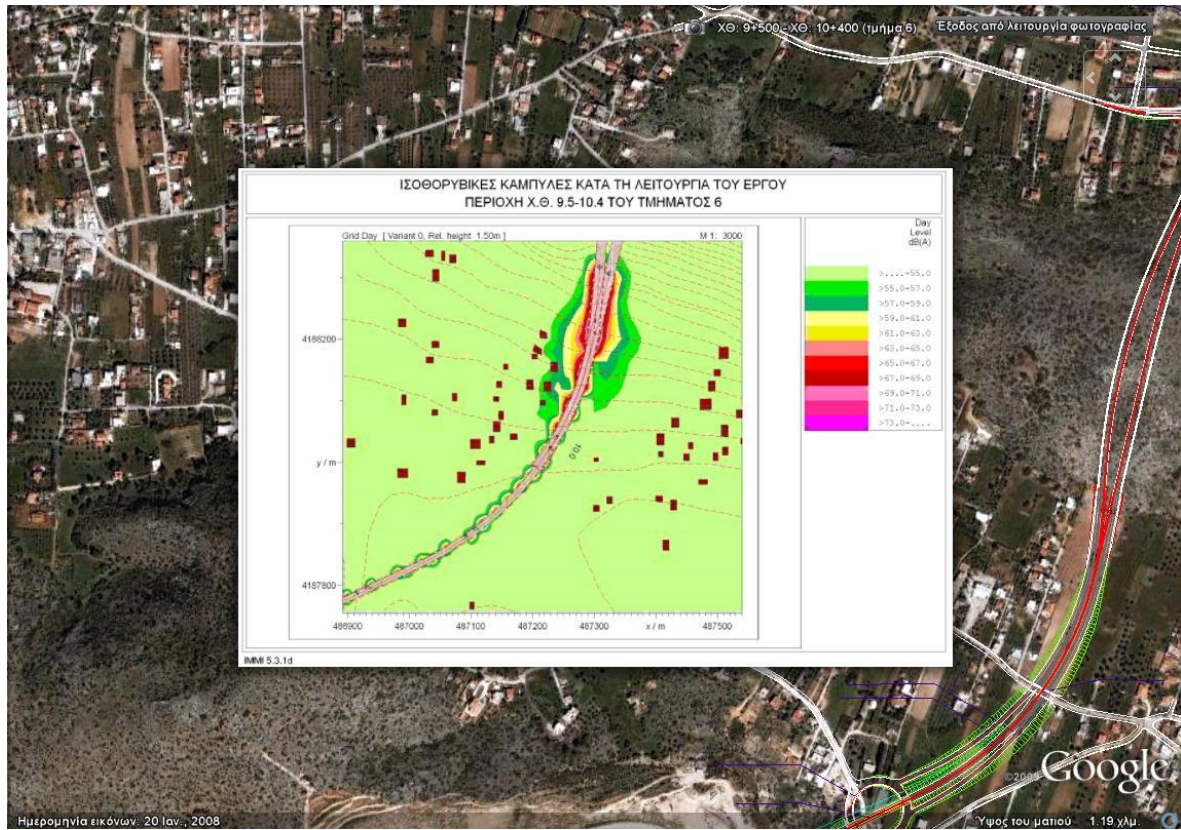 ΧΘ: 9+500 - ΧΘ: 10+400 (τμήμα 6)
Έξοδος από λειτουργία φωτογραφίας
ΙΣΟΘΟΡΥΒΙΚΕΣ ΚΑΜΠΥΛΕΣ ΚΑΤΑ ΤΗ ΛΕΙΤΟΥΡΓΙΑ ΤΟΥ ΕΡΓΟΥ
ΠΕΡΙΟΧΗ Χ.Θ. 9.5-10.4 ΤΟΥ ΤΜΗΜΑΤΟΣ 6
Grid Day [ Variant 0, Rel. height 1.50m ]
M 1: 3000
Day
Level
dB(A)
>....-55.0
>55.0-57.0
>57.0-59.0
>59.0-61.0
>61.0-63.0
>63.0-65.0
>65.0-67.0
>67.0-69.0
>69.0-71.0
>71.0-73.0
>73.0-....
4188200
10.0
y / m
4187800
486900
487000
487100
487200
487300
x / m
487500
IMMI 5.3.1d
©2009 Google
Ημερομηνία εικόνων: 20 Ιαν., 2008
Ύψος του ματιού 1.19 χλμ.